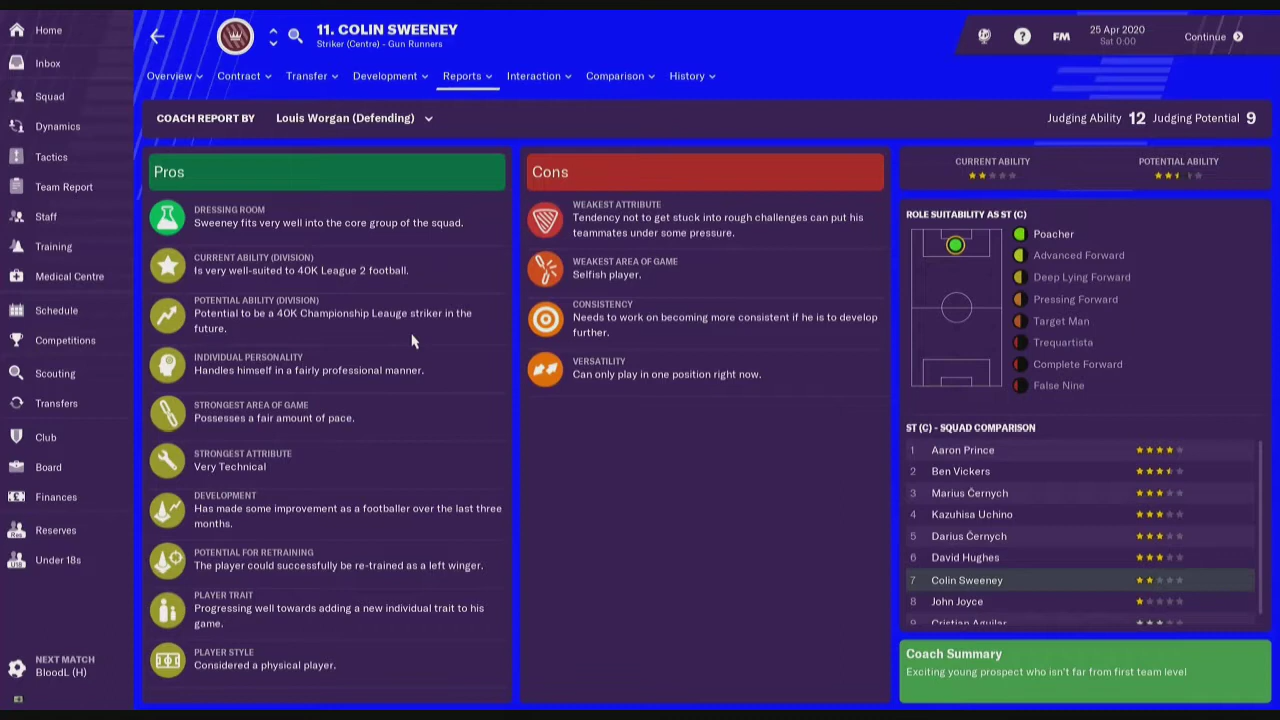 Home
Inbox
Squad
Dynamics
Tactics
Team Report
Staff
Training
Medical Centre
Schedule
Competitions
Scouting
Transfers
Club
Board
Finances
Reserves
Under 18s
NEXT MATCH
BloodL (H)
11. COLIN SWEENEY
Striker (Centre) - Gun Runners
FM
25 Apr 2020
Sat 0:00
Continue
Overview
Contract
Transfer
Development
Reports
Interaction
Comparison
History
COACH REPORT BY
Louis Worgan (Defending)
Judging Ability 12
Judging Potential 9
Pros
DRESSING ROOM
Sweeney fits very well into the core group of the squad.
CURRENT ABILITY (DIVISION)
Is very well-suited to 40K League 2 football.
POTENTIAL ABILITY (DIVISION)
Potential to be a 40K Championship Leauge striker in the
future.
INDIVIDUAL PERSONALITY
Handles himself in a fairly professional manner.
STRONGEST AREA OF GAME
Possesses a fair amount of pace.
STRONGEST ATTRIBUTE
Very Technical
DEVELOPMENT
Has made some improvement as a footballer over the last three
months.
POTENTIAL FOR RETRAINING
The player could successfully be re-trained as a left winger.
PLAYER TRAIT
Progressing well towards adding a new individual trait to his
game.
PLAYER STYLE
Considered a physical player.
Cons
WEAKEST ATTRIBUTE
Tendency not to get stuck into rough challenges can put his
teammates under some pressure.
WEAKEST AREA OF GAME
Selfish player.
CONSISTENCY
Needs to work on becoming more consistent if he is to develop
further.
VERSATILITY
Can only play in one position right now.
CURRENT ABILITY
POTENTIAL ABILITY
ROLE SUITABILITY AS ST (C)
Poacher
Advanced Forward
Deep Lying Forward
Pressing Forward
Target Man
Trequartista
Complete Forward
False Nine
ST (C) - SQUAD COMPARISON
1 Aaron Prince
2 Ben Vickers
3 Marius Černych
4 Kazuhisa Uchino
5 Darius Černych
6 David Hughes
7 Colin Sweeney
8 John Joyce
9 Cristian Aguilar
Coach Summary
Exciting young prospect who isn't far from first team level